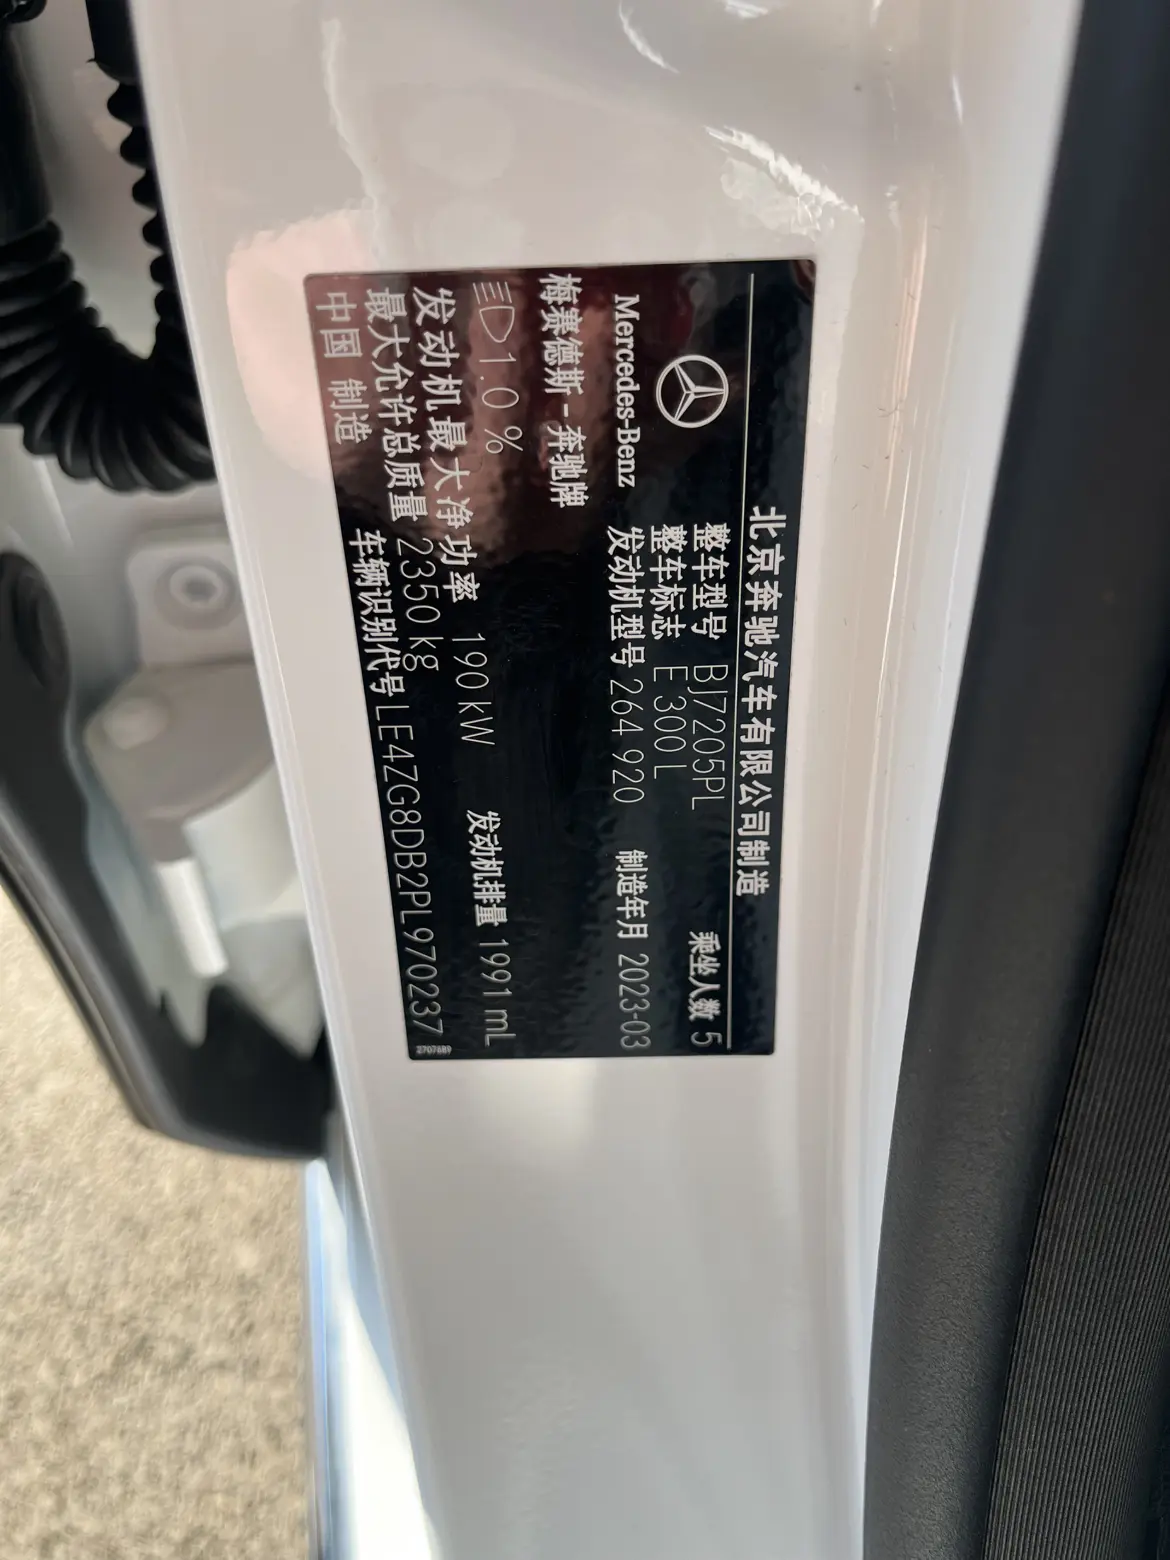 北京奔驰汽车有限公司制造
整车型号 BJ7205PL 乘坐人数 5
整车标志 E 300 L
Mercedes-Benz 发动机型号 264 920 制造年月 2023-03
梅赛德斯-奔驰牌
1.0 %
发动机最大净功率 190 kW 发动机排量 1991 mL
最大允许总质量 2350 kg
中国 制造 车辆识别代号 LE4ZG8DB2PL970237
2707689